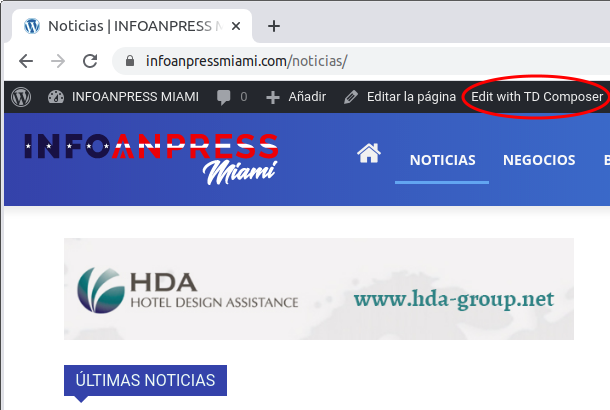 Noticias | INFOANPRESS M
infoanpressmiami.com/noticias/
INFOANPRESS MIAMI 0 Añadir Editar la página Edit with TD Composer
INFOANPRESS
Miami
NOTICIAS NEGOCIOS B
HDA
HOTEL DESIGN ASSISTANCE
www.hda-group.net
ÚLTIMAS NOTICIAS